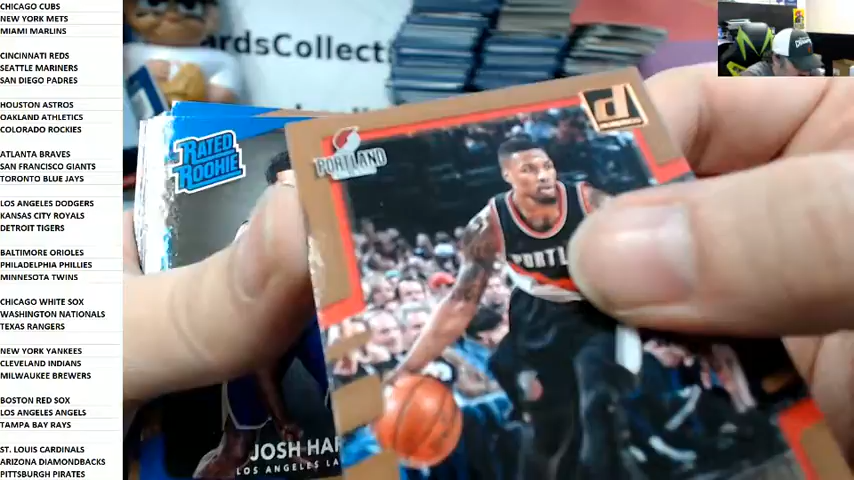 CHICAGO CUBS
NEW YORK METS
MIAMI MARLINS
CINCINNATI REDS
SEATTLE MARINERS
SAN DIEGO PADRES
HOUSTON ASTROS
OAKLAND ATHLETICS
COLORADO ROCKIES
ATLANTA BRAVES
SAN FRANCISCO GIANTS
TORONTO BLUE JAYS
LOS ANGELES DODGERS
KANSAS CITY ROYALS
DETROIT TIGERS
BALTIMORE ORIOLES
PHILADELPHIA PHILLIES
MINNESOTA TWINS
CHICAGO WHITE SOX
WASHINGTON NATIONALS
TEXAS RANGERS
NEW YORK YANKEES
CLEVELAND INDIANS
MILWAUKEE BREWERS
BOSTON RED SOX
LOS ANGELES ANGELS
TAMPA BAY RAYS
ST. LOUIS CARDINALS
ARIZONA DIAMONDBACKS
PITTSBURGH PIRATES
ardsCollect
d
PORTLAND
RATED
ROOKIE
PORTL
JOSH HAR
LOS ANGELES LA